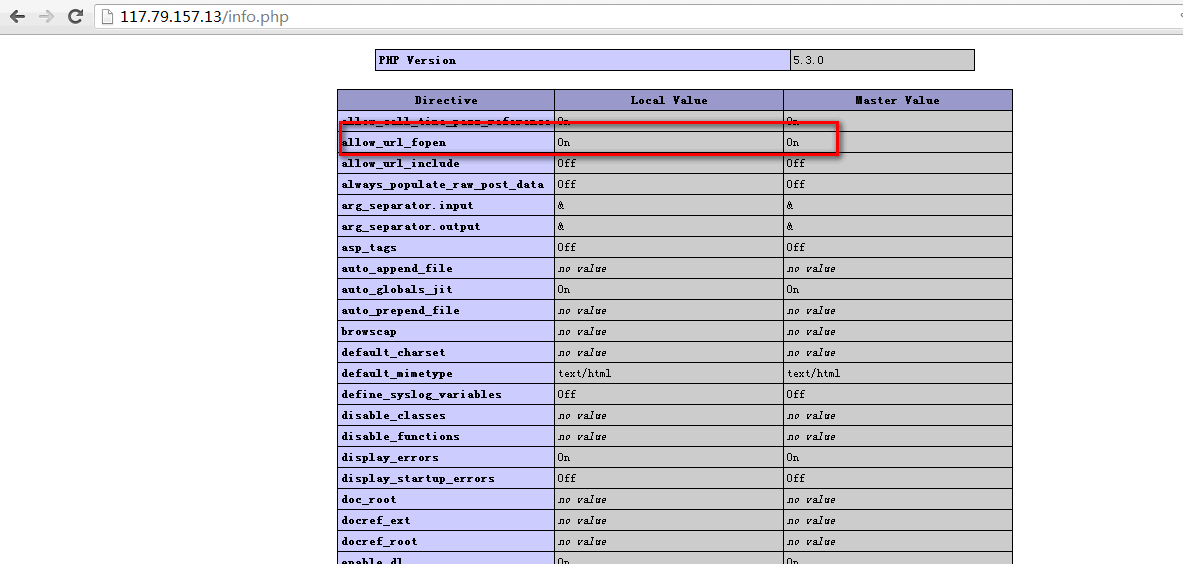 117.79.157.13/info.php
PHP Version 5.3.0
Directive Local Value Master Value
allow_call_time_pass_reference On On
allow_url_fopen On On
allow_url_include Off Off
always_populate_raw_post_data Off Off
arg_separator.input & &
arg_separator.output & &
asp_tags Off Off
auto_append_file no value no value
auto_globals_jit On On
auto_prepend_file no value no value
browscap no value no value
default_charset no value no value
default_mimetype text/html text/html
define_syslog_variables Off Off
disable_classes no value no value
disable_functions no value no value
display_errors On On
display_startup_errors Off Off
doc_root no value no value
docref_ext no value no value
docref_root no value no value
enable_dl On On